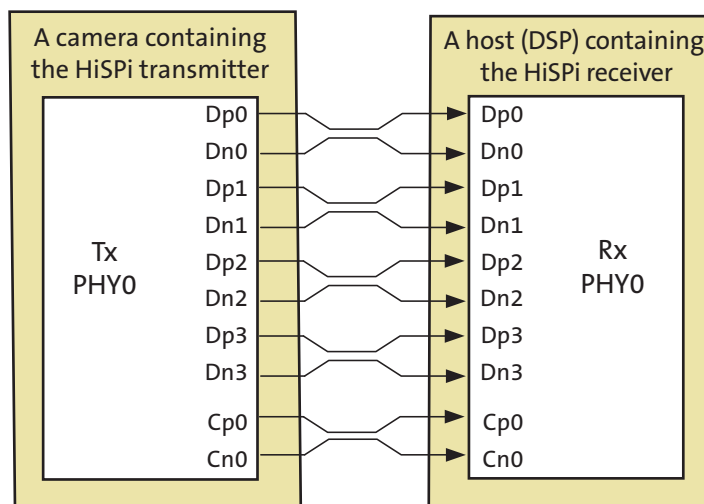 A camera containing
the HiSPi transmitter
A host (DSP) containing
the HiSPi receiver
Tx
PHY0
Dp0
Dn0
Dp1
Dn1
Dp2
Dn2
Dp3
Dn3
Cp0
Cn0
Dp0
Dn0
Dp1
Dn1
Dp2
Dn2
Dp3
Dn3
Cp0
Cn0
Rx
PHY0